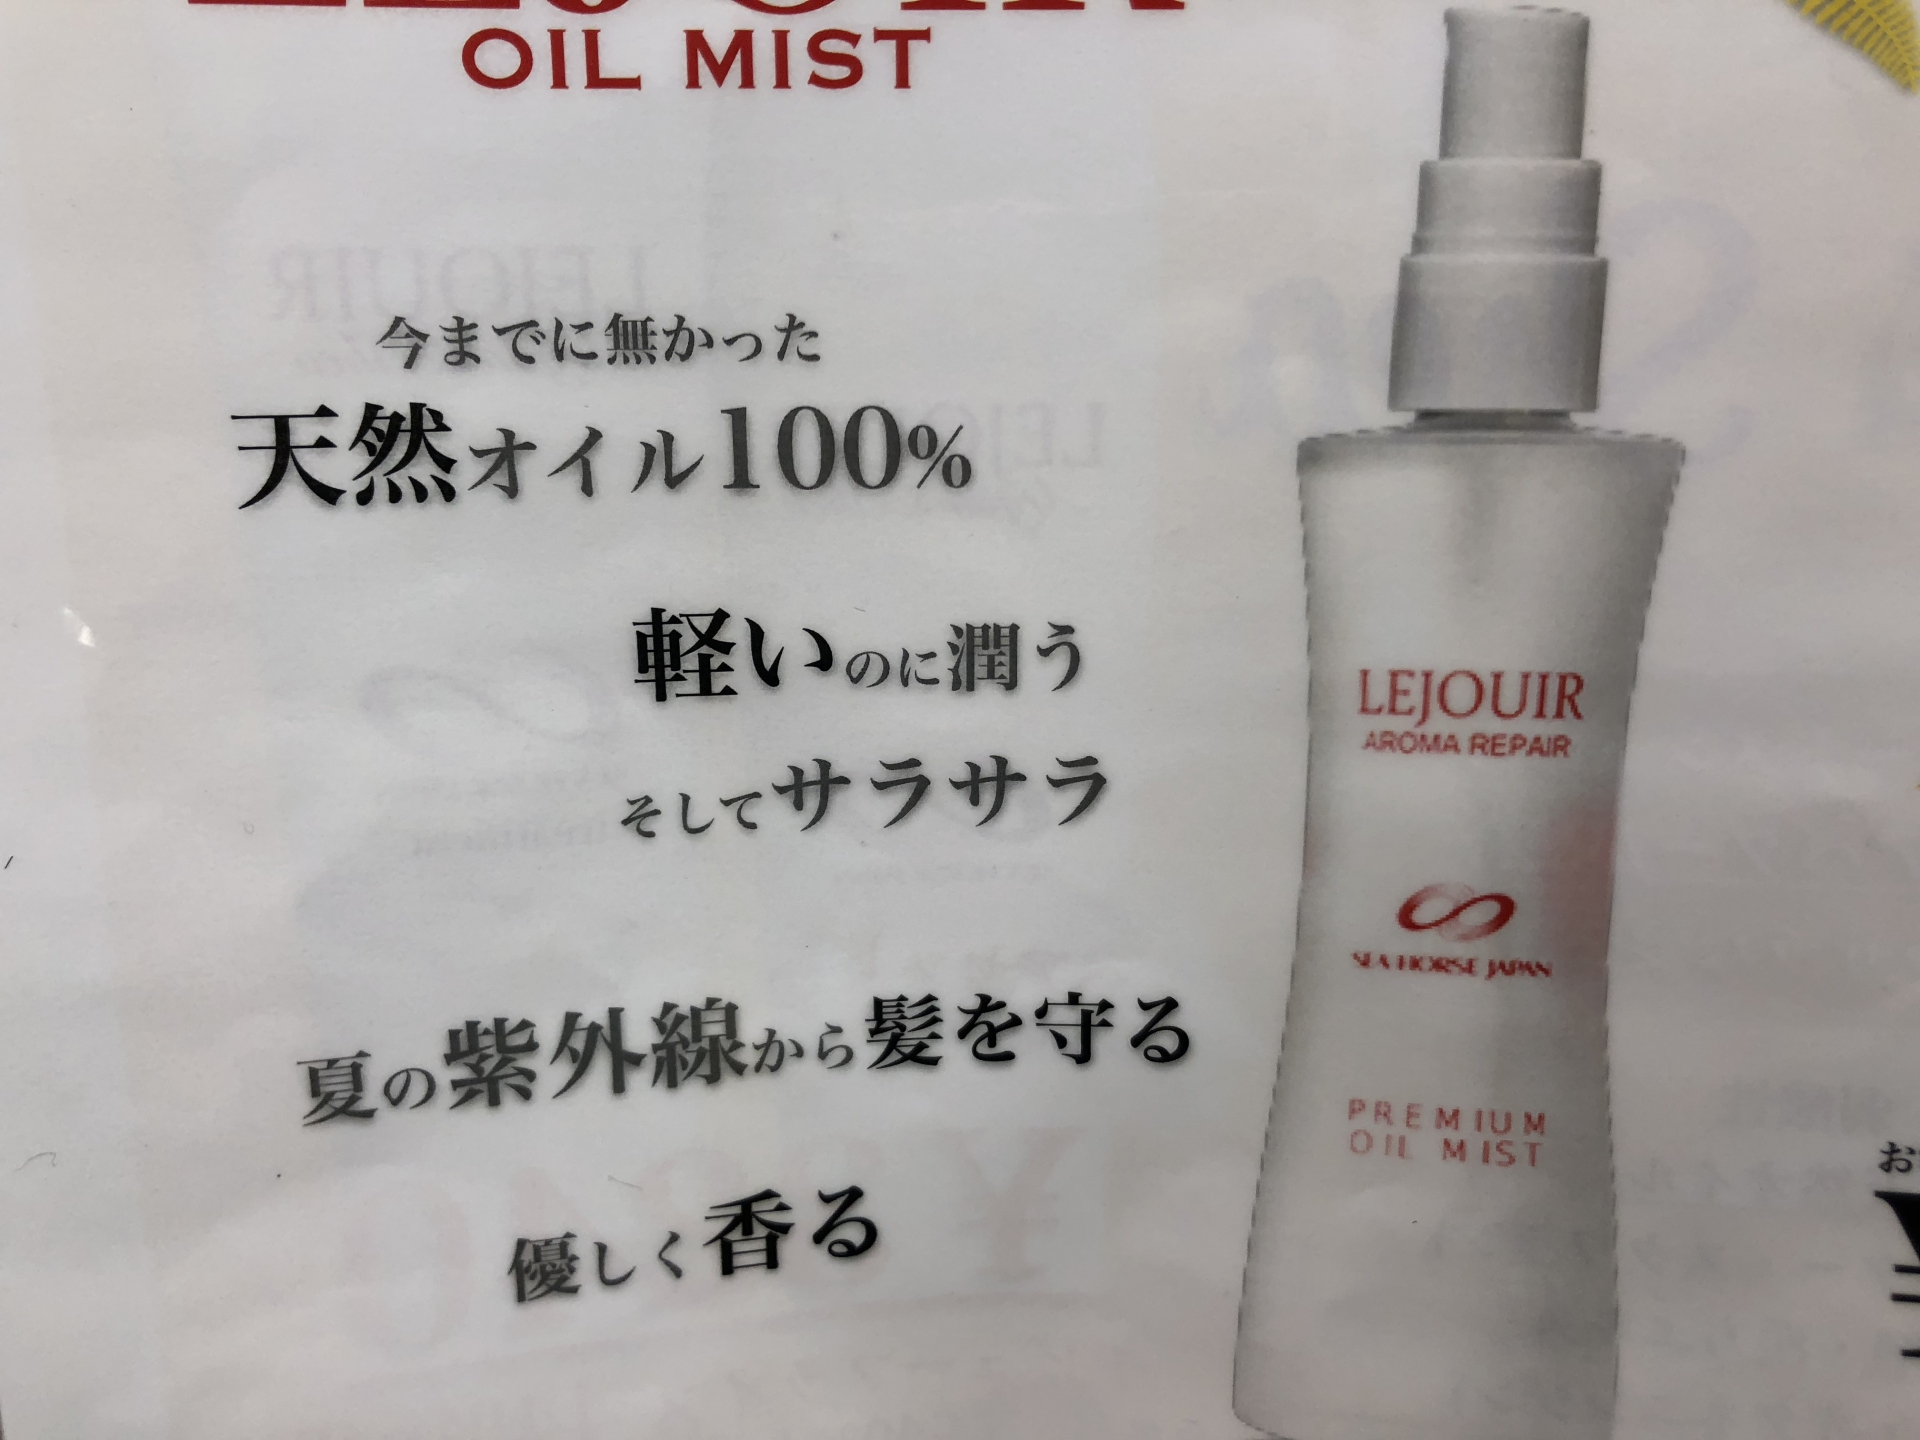 OIL MIST
今までに無かった
天然オイル100%
軽いのに潤う
そしてサラサラ
夏の紫外線から髪を守る
優しく香る
LEJOUIR
AROMA REPAIR
SEA HORSE JAPAN
PREMIUM
OIL MIST
お